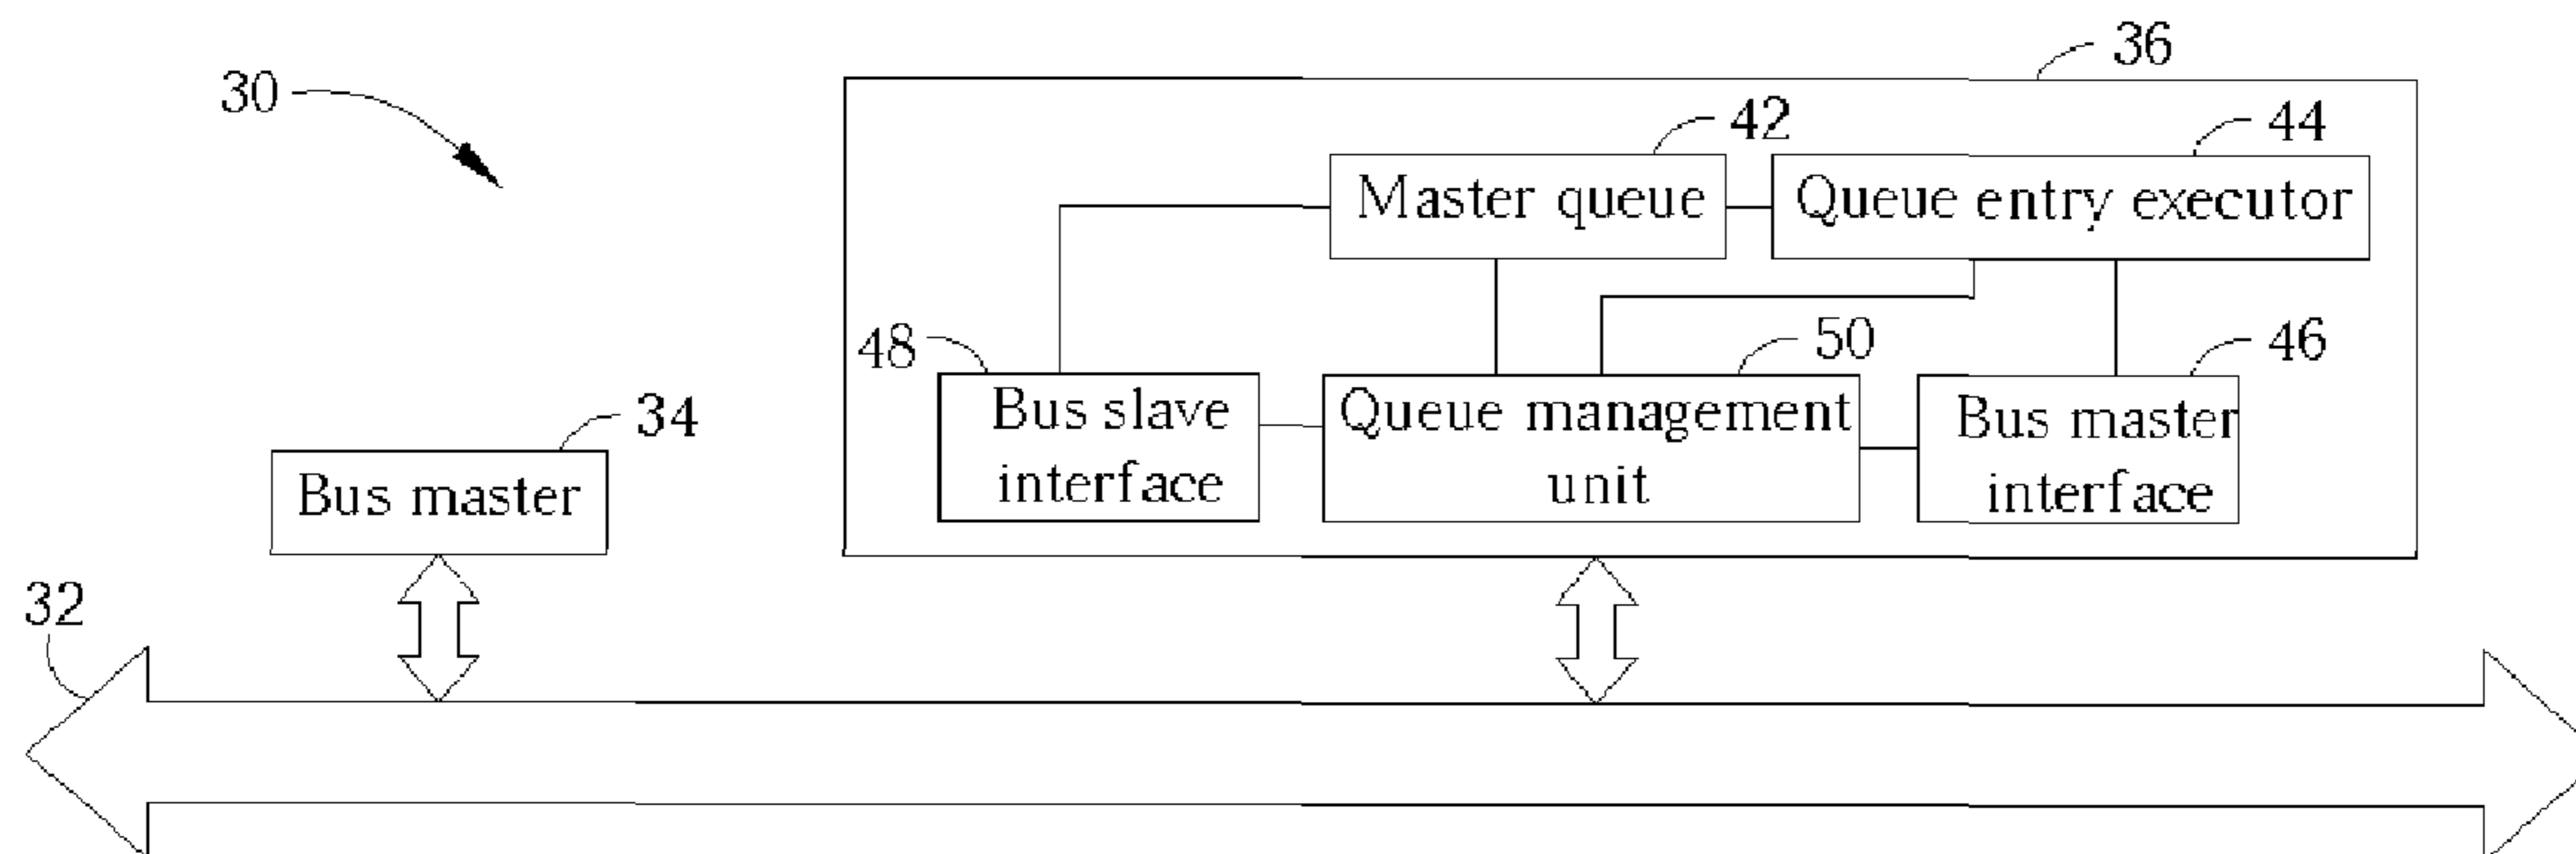 36
30
42
44
Master queue
Queue entry executor
48
50
46
Bus slave
interface
Queue management
unit
Bus master
interface
34
Bus master
32